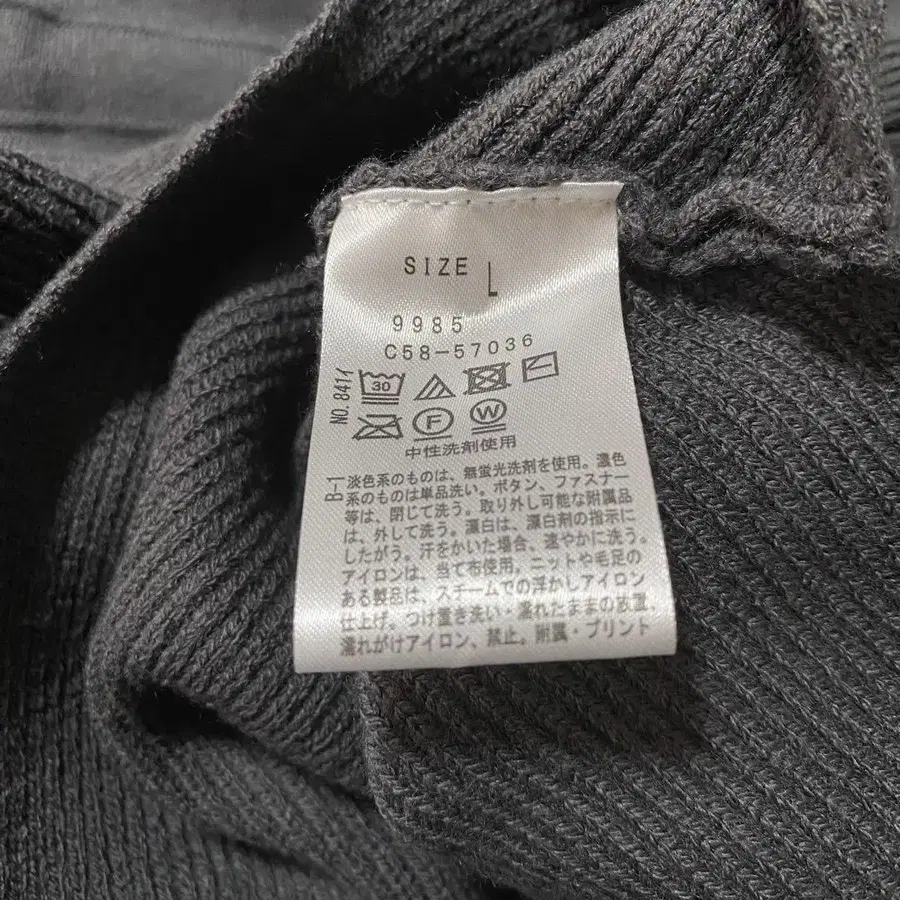 SIZE L
9985
C58-57036
NO.841イ
30
F W
中性洗剤使用
B-1
淡色系のものは、無蛍光洗剤を使用。濃色
系のものは単品洗い。ボタン、ファスナー
等は、閉じて洗う。取り外し可能な附属品
は、外して洗う。漂白は、漂白剤の指示に
したがう。汗をかいた場合、速やかに洗う。
アイロンは、当て布使用。ニットや毛足の
ある製品は、スチームでの浮かしアイロン
仕上げ。つけ置き洗い・濡れたままの放置、
濡れがけアイロン、禁止。附属・プリント